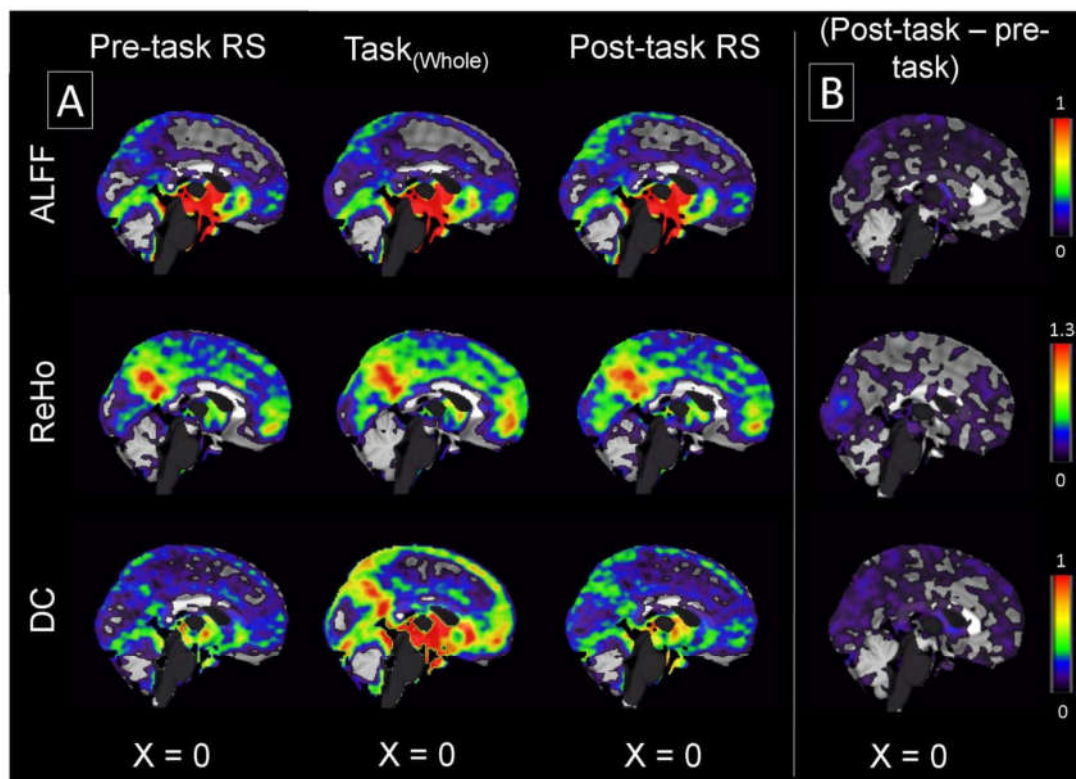 Pre-task RS
Task(Whole)
Post-task RS
(Post-task – pre-
task)
A
B
ALFF
1
0
ReHo
1.3
0
DC
1
0
X = 0
X = 0
X = 0
X = 0